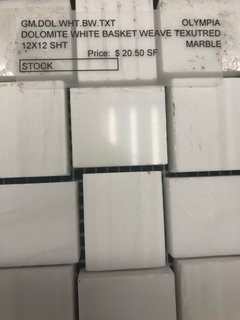 GM.DOL.WHT.BW.TXT OLYMPIA
DOLOMITE WHITE BASKET WEAVE TEXUTRED
12X12 SHT MARBLE
Price: $ 20.50 SF
STOCK